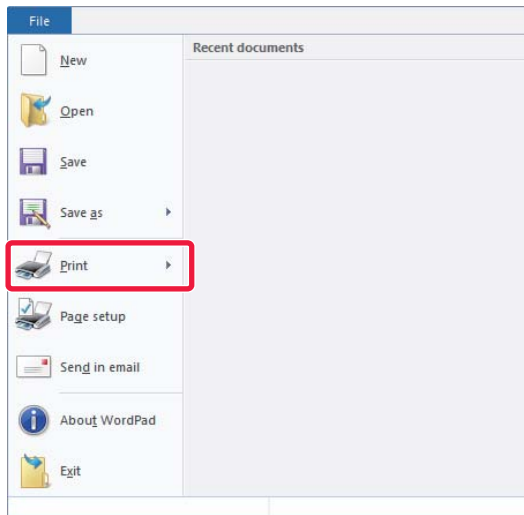 File
Recent documents
New
Open
Save
Save as
Print
Page setup
Send in email
About WordPad
Exit